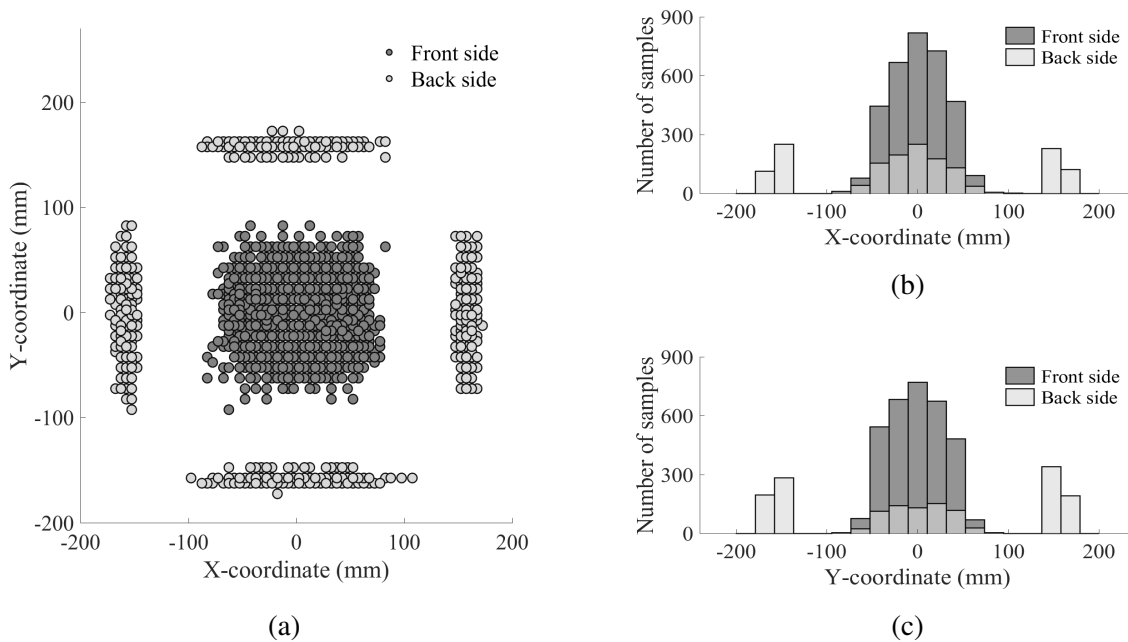 Front side
Back side
200
100
0
-100
-200
-200
-100
0
100
200
Y-coordinate (mm)
X-coordinate (mm)
(a)
900
600
300
0
Number of samples
Front side
Back side
-200
-100
0
100
200
X-coordinate (mm)
(b)
900
600
300
0
Number of samples
Front side
Back side
-200
-100
0
100
200
Y-coordinate (mm)
(c)